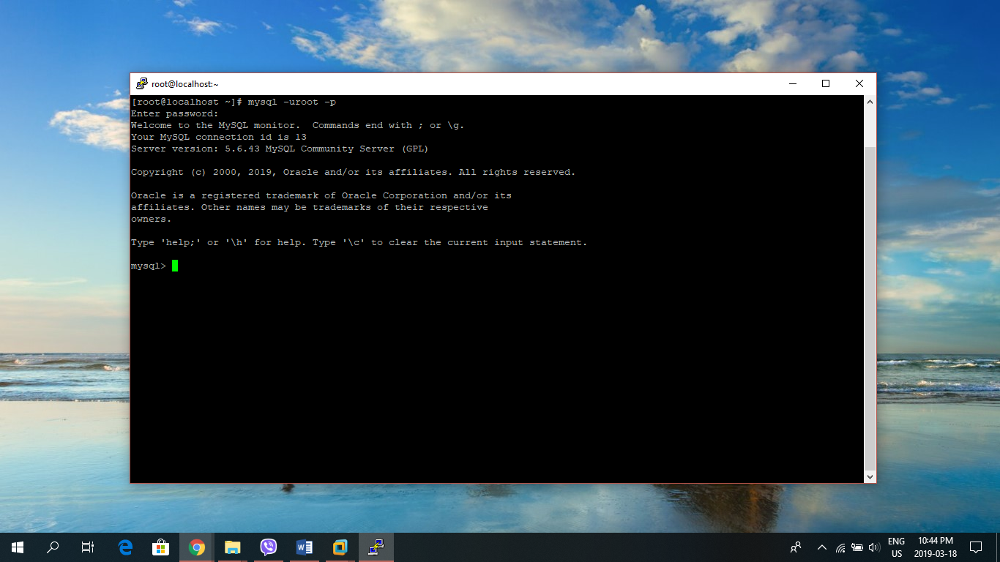 root@localhost:~
[root@localhost ~]# mysql -uroot -p
Enter password:
Welcome to the MySQL monitor.  Commands end with ; or \g.
Your MySQL connection id is 13
Server version: 5.6.43 MySQL Community Server (GPL)
Copyright (c) 2000, 2019, Oracle and/or its affiliates. All rights reserved.
Oracle is a registered trademark of Oracle Corporation and/or its
affiliates. Other names may be trademarks of their respective
owners.
Type 'help;' or '\h' for help. Type '\c' to clear the current input statement.
mysql>
ENG
US
10:44 PM
2019-03-18